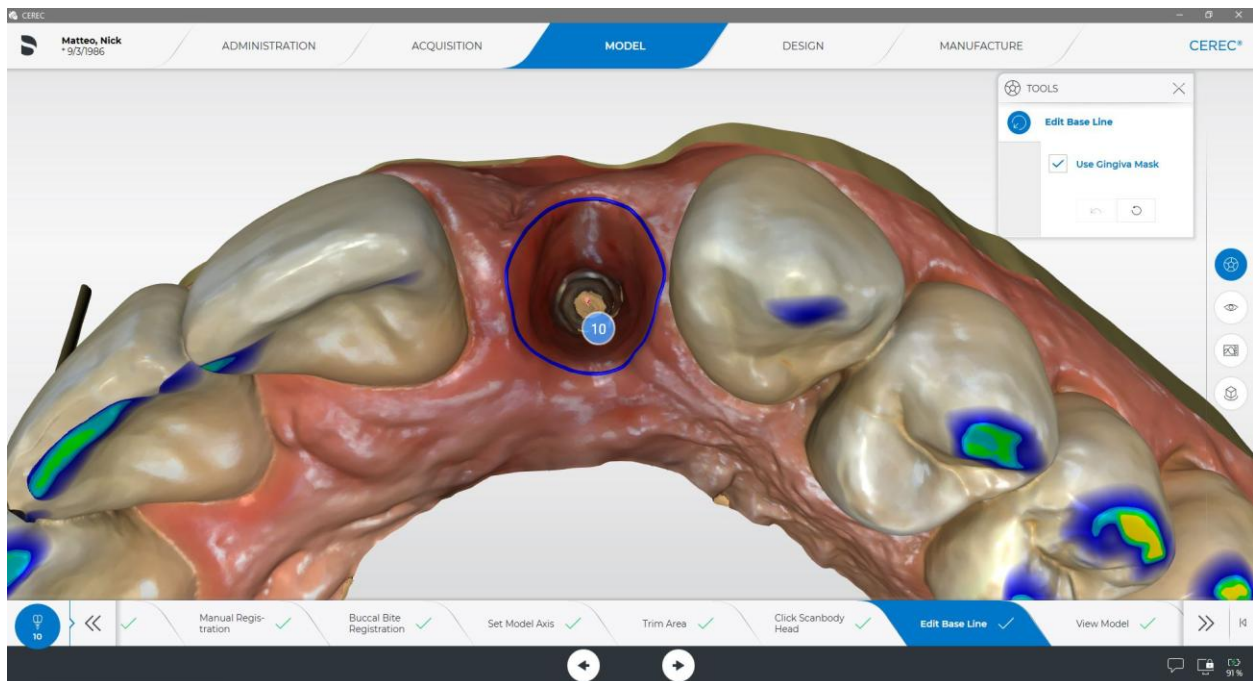 CEREC
Matteo, Nick
* 9/3/1986
ADMINISTRATION
ACQUISITION
MODEL
DESIGN
MANUFACTURE
CEREC®
TOOLS
Edit Base Line
Use Gingiva Mask
10
10
Manual Regis-
tration
Buccal Bite
Registration
Set Model Axis
Trim Area
Click Scanbody
Head
Edit Base Line
View Model
91%